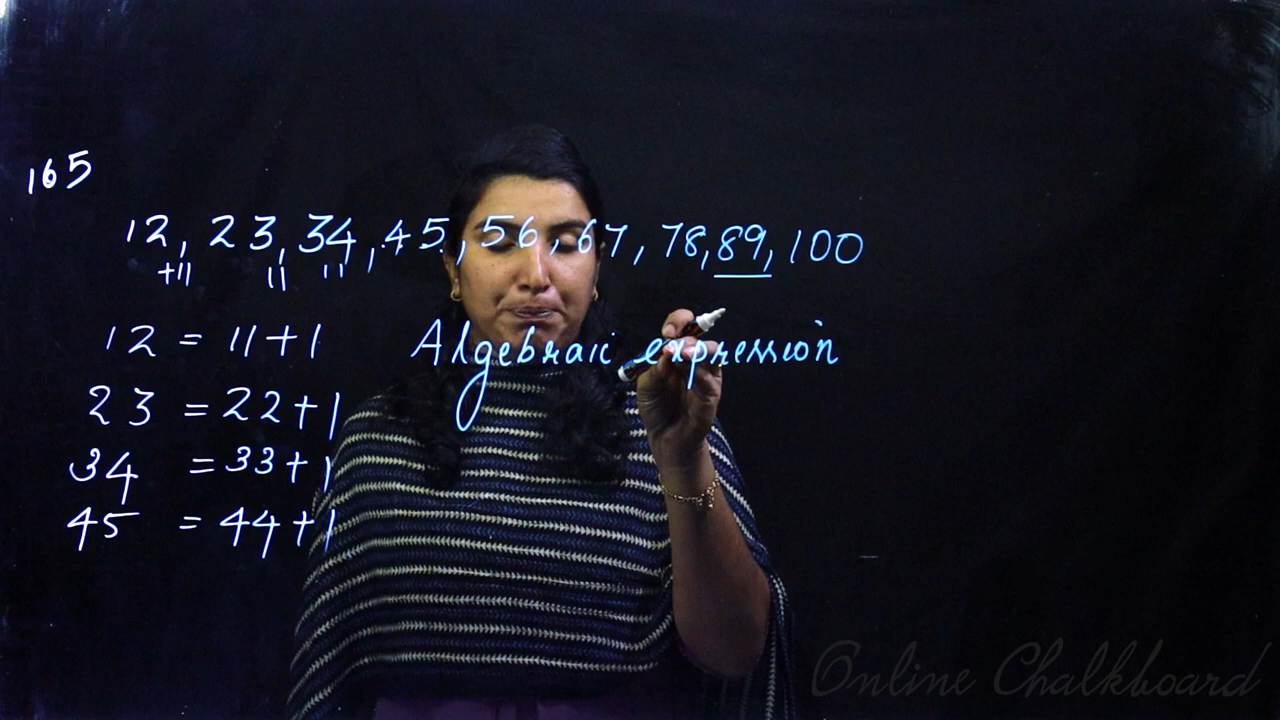 165
12, 23, 34, 45, 56, 67, 78, 89, 100
+11 11 11
12 = 11+1 Algebraic expression
23 = 22+1
34 = 33+1
45 = 44+1
Online Chalkboard